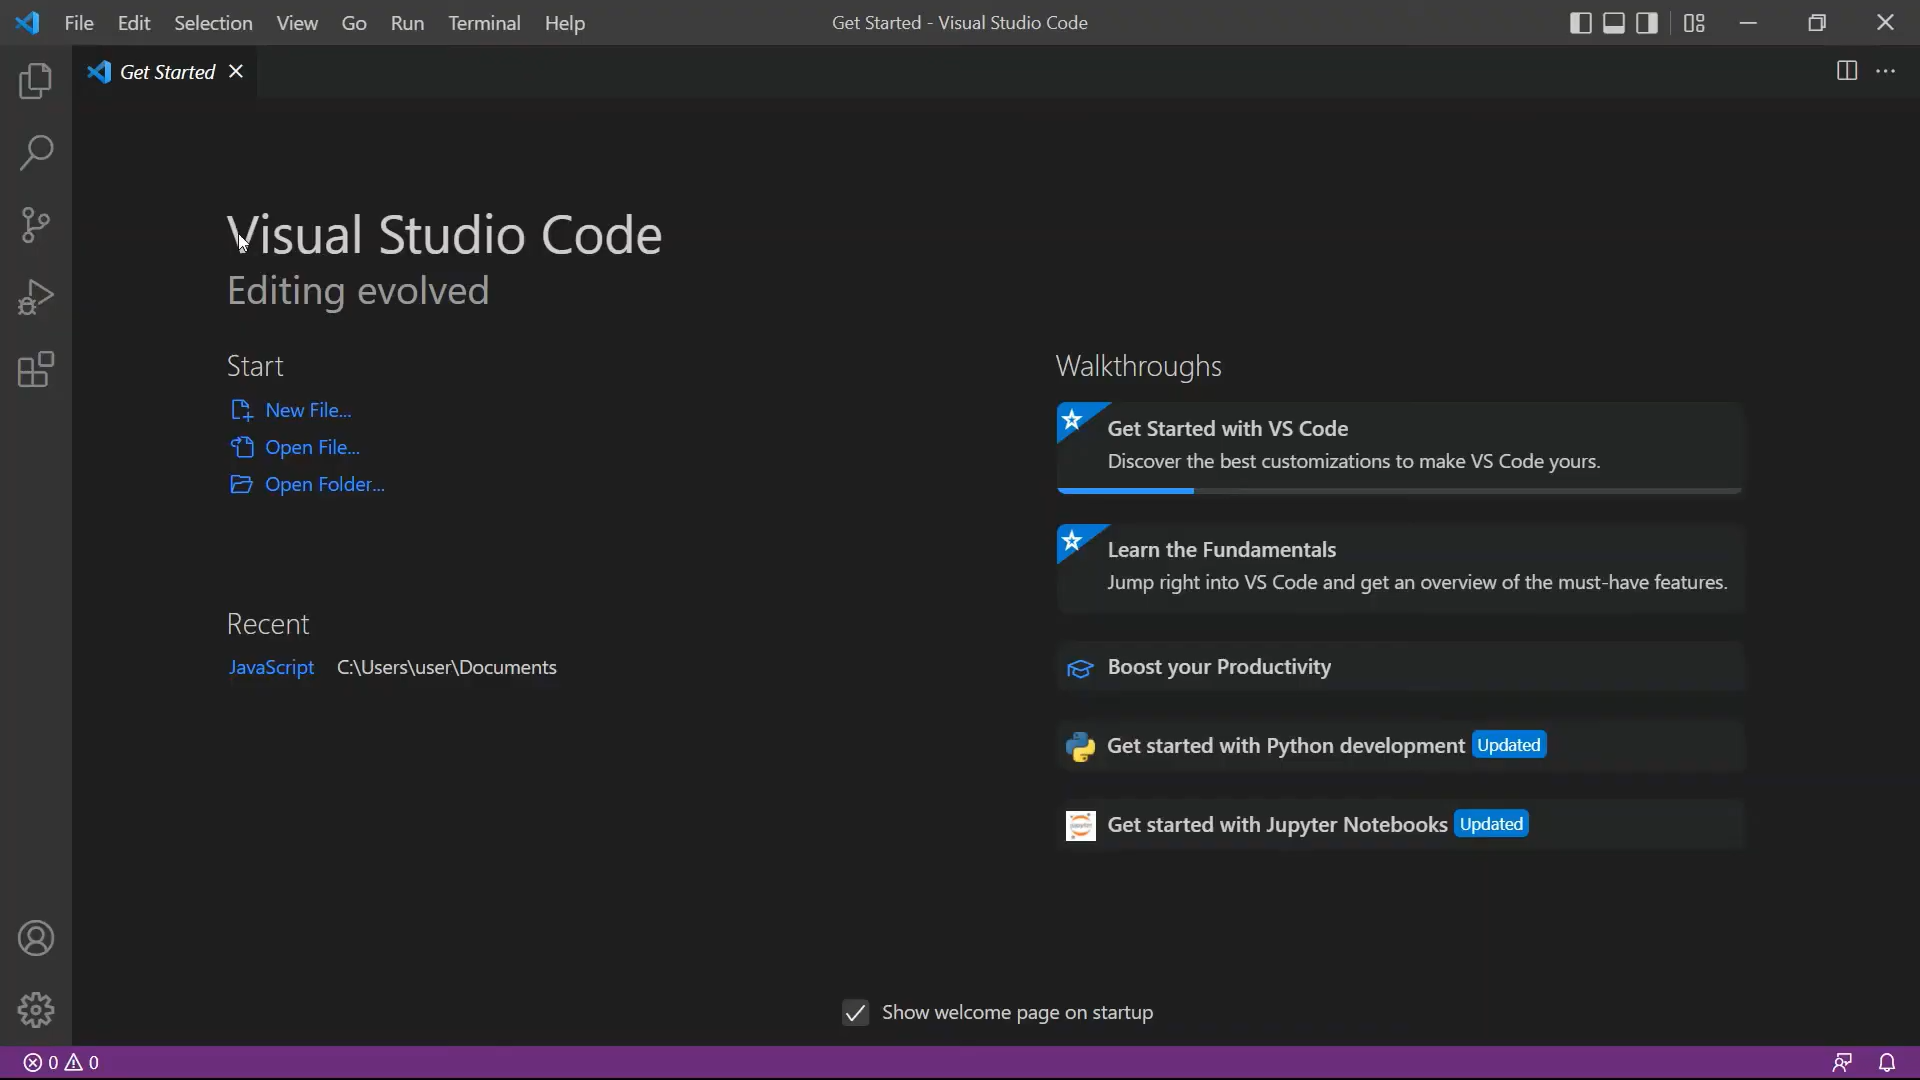 File Edit Selection View Go Run Terminal Help
Get Started - Visual Studio Code
Get Started
Visual Studio Code
Editing evolved
Start
New File...
Open File...
Open Folder...
Recent
JavaScript C:\Users\user\Documents
Walkthroughs
Get Started with VS Code
Discover the best customizations to make VS Code yours.
Learn the Fundamentals
Jump right into VS Code and get an overview of the must-have features.
Boost your Productivity
Get started with Python development Updated
Get started with Jupyter Notebooks Updated
Show welcome page on startup
0 0